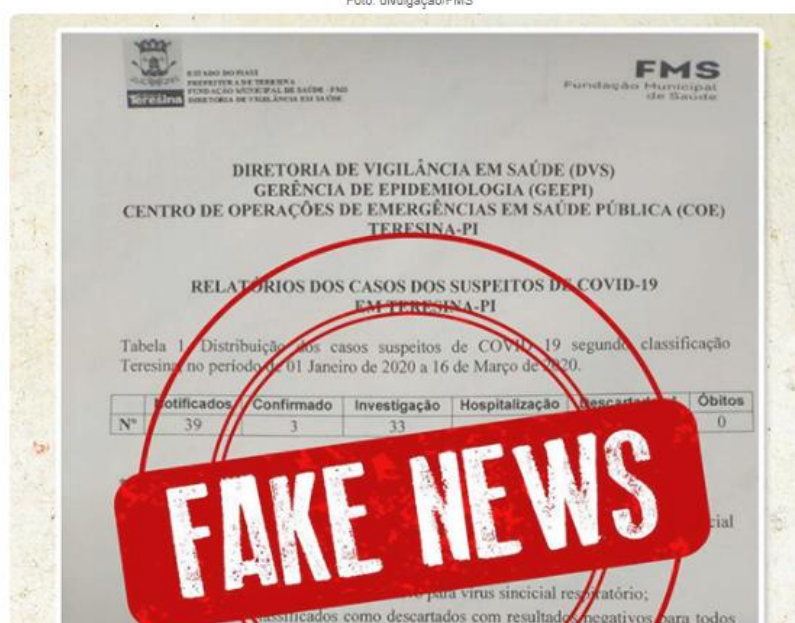 Foto: divulgação/FMS
ESTADO DO PIAUÍ
PREFEITURA DE TERESINA
FUNDAÇÃO MUNICIPAL DE SAÚDE - FMS
DIRETORIA DE VIGILÂNCIA EM SAÚDE
Teresina
FMS
Fundação Municipal
de Saúde
DIRETORIA DE VIGILÂNCIA EM SAÚDE (DVS)
GERÊNCIA DE EPIDEMIOLOGIA (GEEPI)
CENTRO DE OPERAÇÕES DE EMERGÊNCIAS EM SAÚDE PÚBLICA (COE)
TERESINA-PI
RELATÓRIOS DOS CASOS DOS SUSPEITOS DE COVID-19
EM TERESINA-PI
Tabela 1. Distribuição dos casos suspeitos de COVID 19 segundo classificação
Teresina no período de 01 Janeiro de 2020 a 16 de Março de 2020.
Notificados Confirmado Investigação Hospitalização Óbitos
Nº 39 3 33 0
FAKE NEWS
para vírus sincicial respiratório;
classificados como descartados com resultados negativos para todos